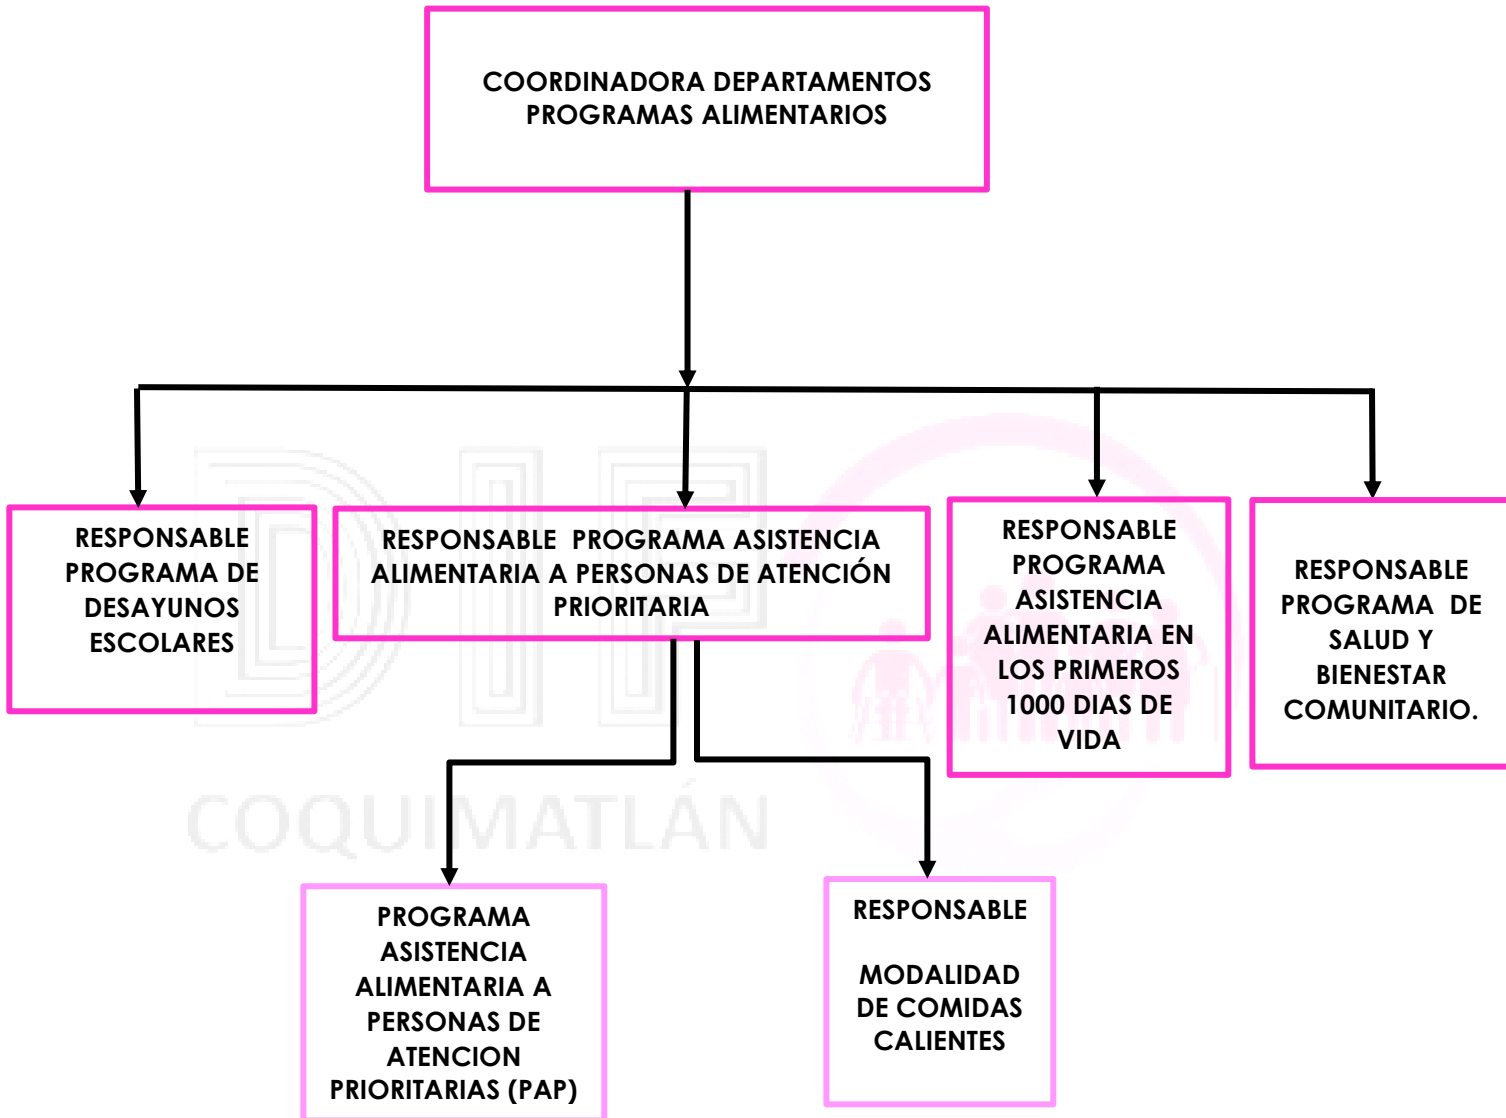 COORDINADORA DEPARTAMENTOS
PROGRAMAS ALIMENTARIOS
RESPONSABLE
PROGRAMA DE
DESAYUNOS
ESCOLARES
RESPONSABLE  PROGRAMA ASISTENCIA
ALIMENTARIA A PERSONAS DE ATENCIÓN
PRIORITARIA
RESPONSABLE
PROGRAMA
ASISTENCIA
ALIMENTARIA EN
LOS PRIMEROS
1000 DIAS DE
VIDA
RESPONSABLE
PROGRAMA  DE
SALUD Y
BIENESTAR
COMUNITARIO.
DIF
COQUIMATLÁN
PROGRAMA
ASISTENCIA
ALIMENTARIA A
PERSONAS DE
ATENCION
PRIORITARIAS (PAP)
RESPONSABLE
MODALIDAD
DE COMIDAS
CALIENTES